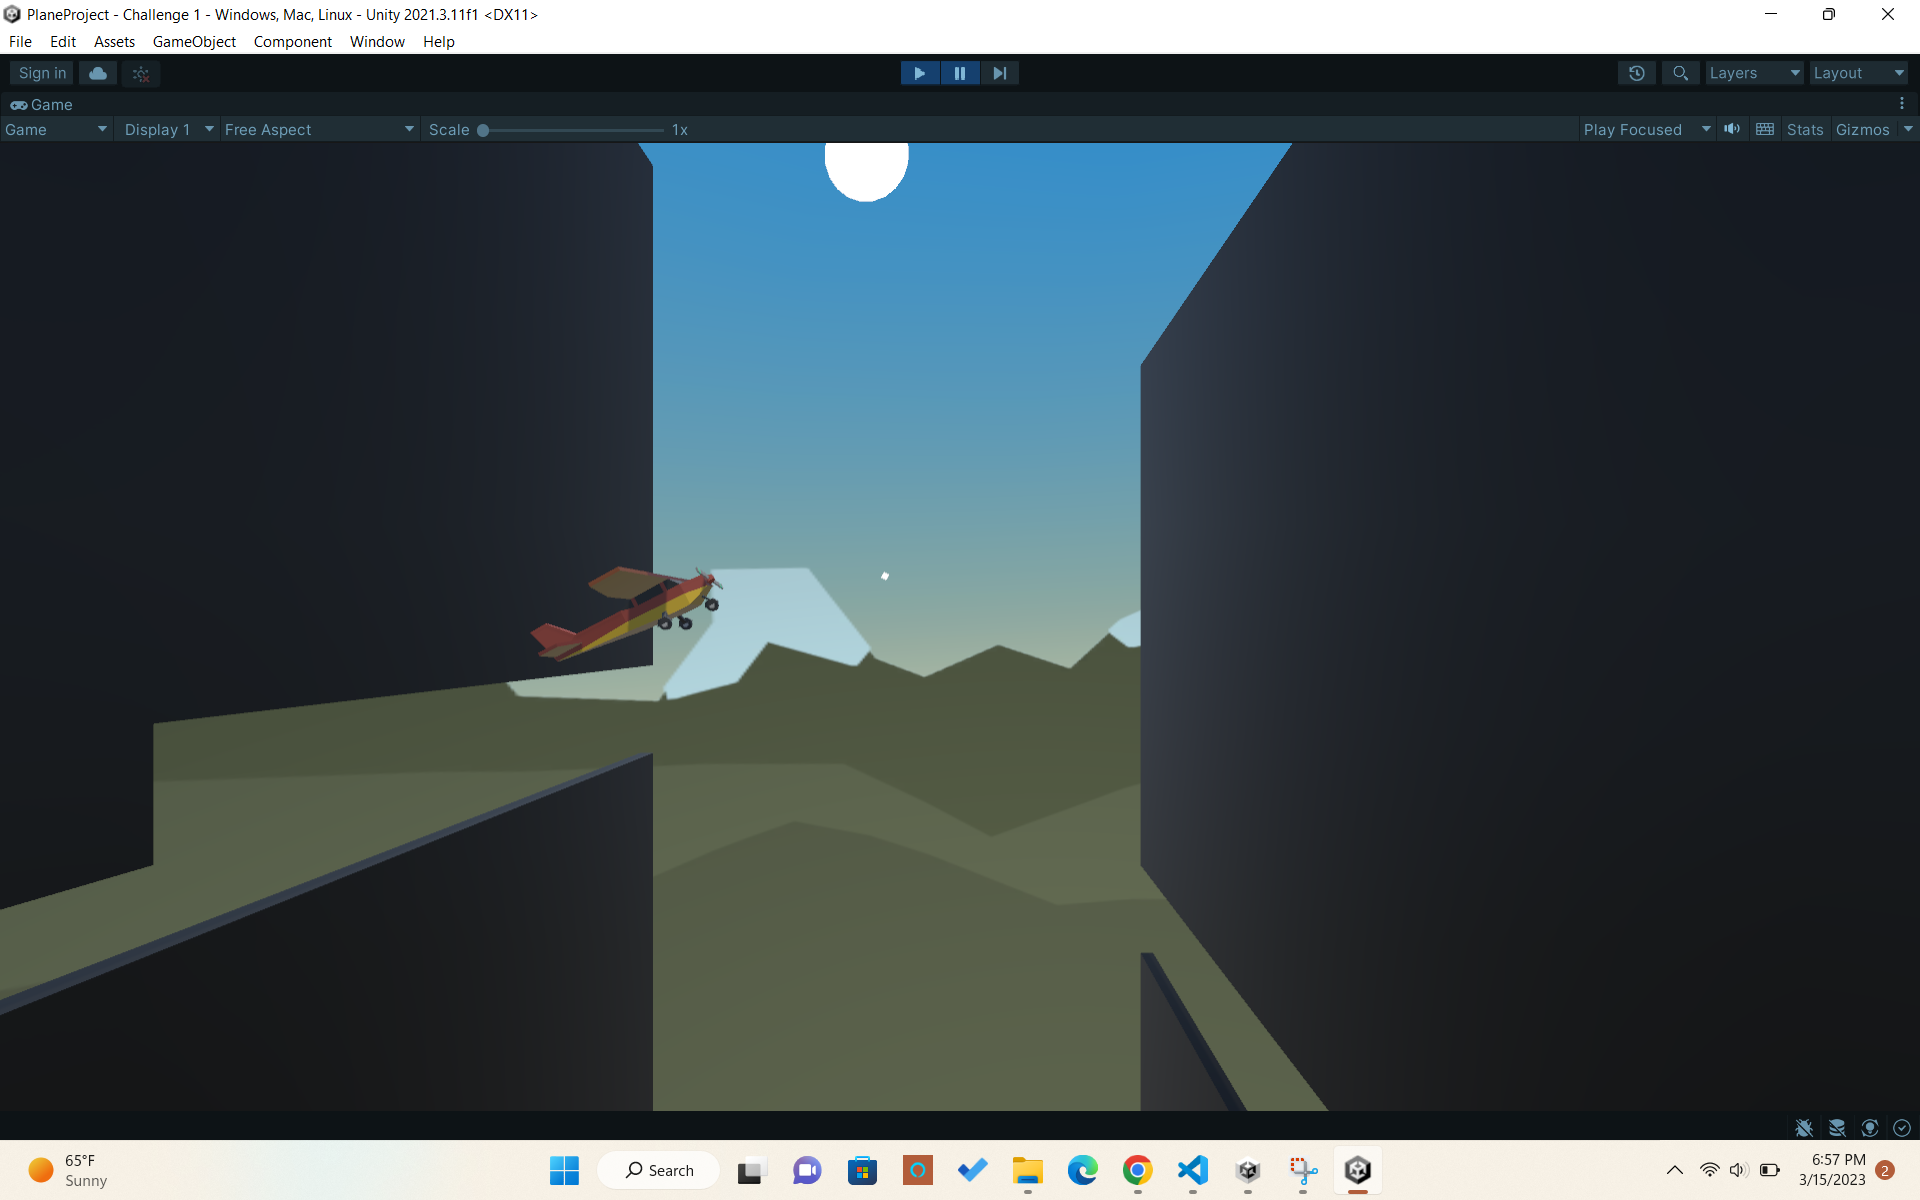 PlaneProject - Challenge 1 - Windows, Mac, Linux - Unity 2021.3.11f1 <DX11>
File Edit Assets GameObject Component Window Help
Sign in Layers Layout
Game
Game Display 1 Free Aspect Scale 1x Play Focused Stats Gizmos
65°F
Sunny
Search
6:57 PM
3/15/2023
2